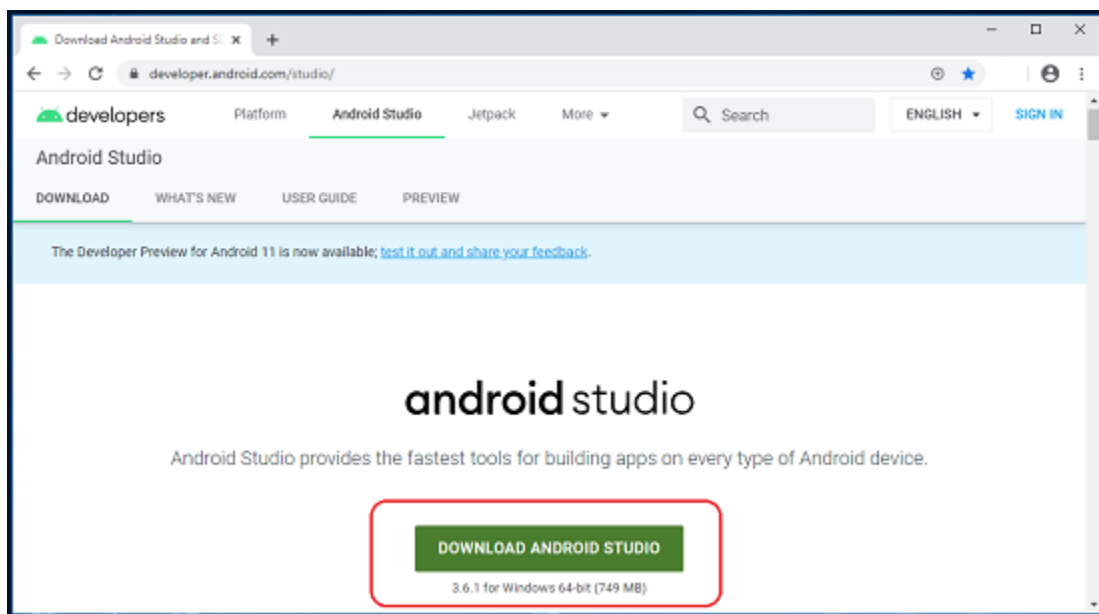 Download Android Studio and S
developer.android.com/studio/
developers Platform Android Studio Jetpack More Search ENGLISH SIGN IN
Android Studio
DOWNLOAD WHAT'S NEW USER GUIDE PREVIEW
The Developer Preview for Android 11 is now available; test it out and share your feedback.
android studio
Android Studio provides the fastest tools for building apps on every type of Android device.
DOWNLOAD ANDROID STUDIO
3.6.1 for Windows 64-bit (749 MB)